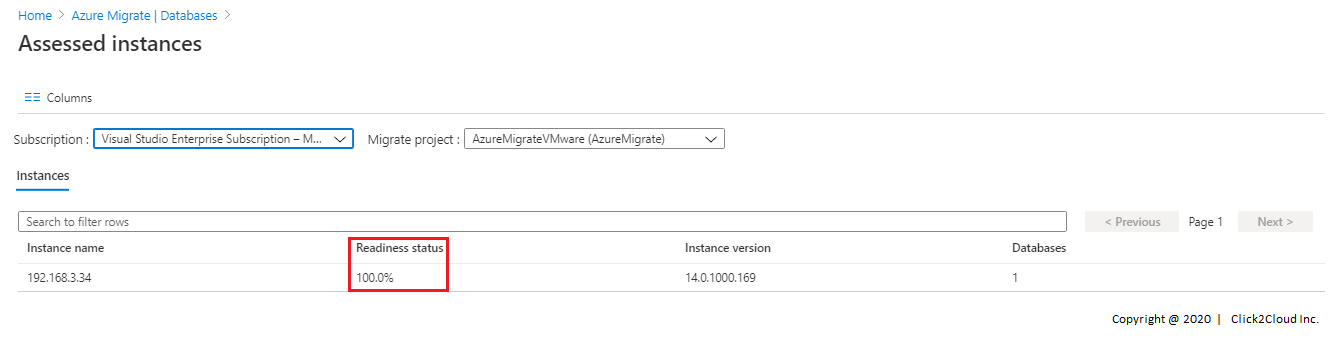 Home > Azure Migrate | Databases >
Assessed instances
Columns
Subscription : Visual Studio Enterprise Subscription – M... Migrate project : AzureMigrateVMware (AzureMigrate)
Instances
Search to filter rows < Previous Page 1 Next >
Instance name Readiness status Instance version Databases
192.168.3.34 100.0% 14.0.1000.169 1
Copyright @ 2020 | Click2Cloud Inc.